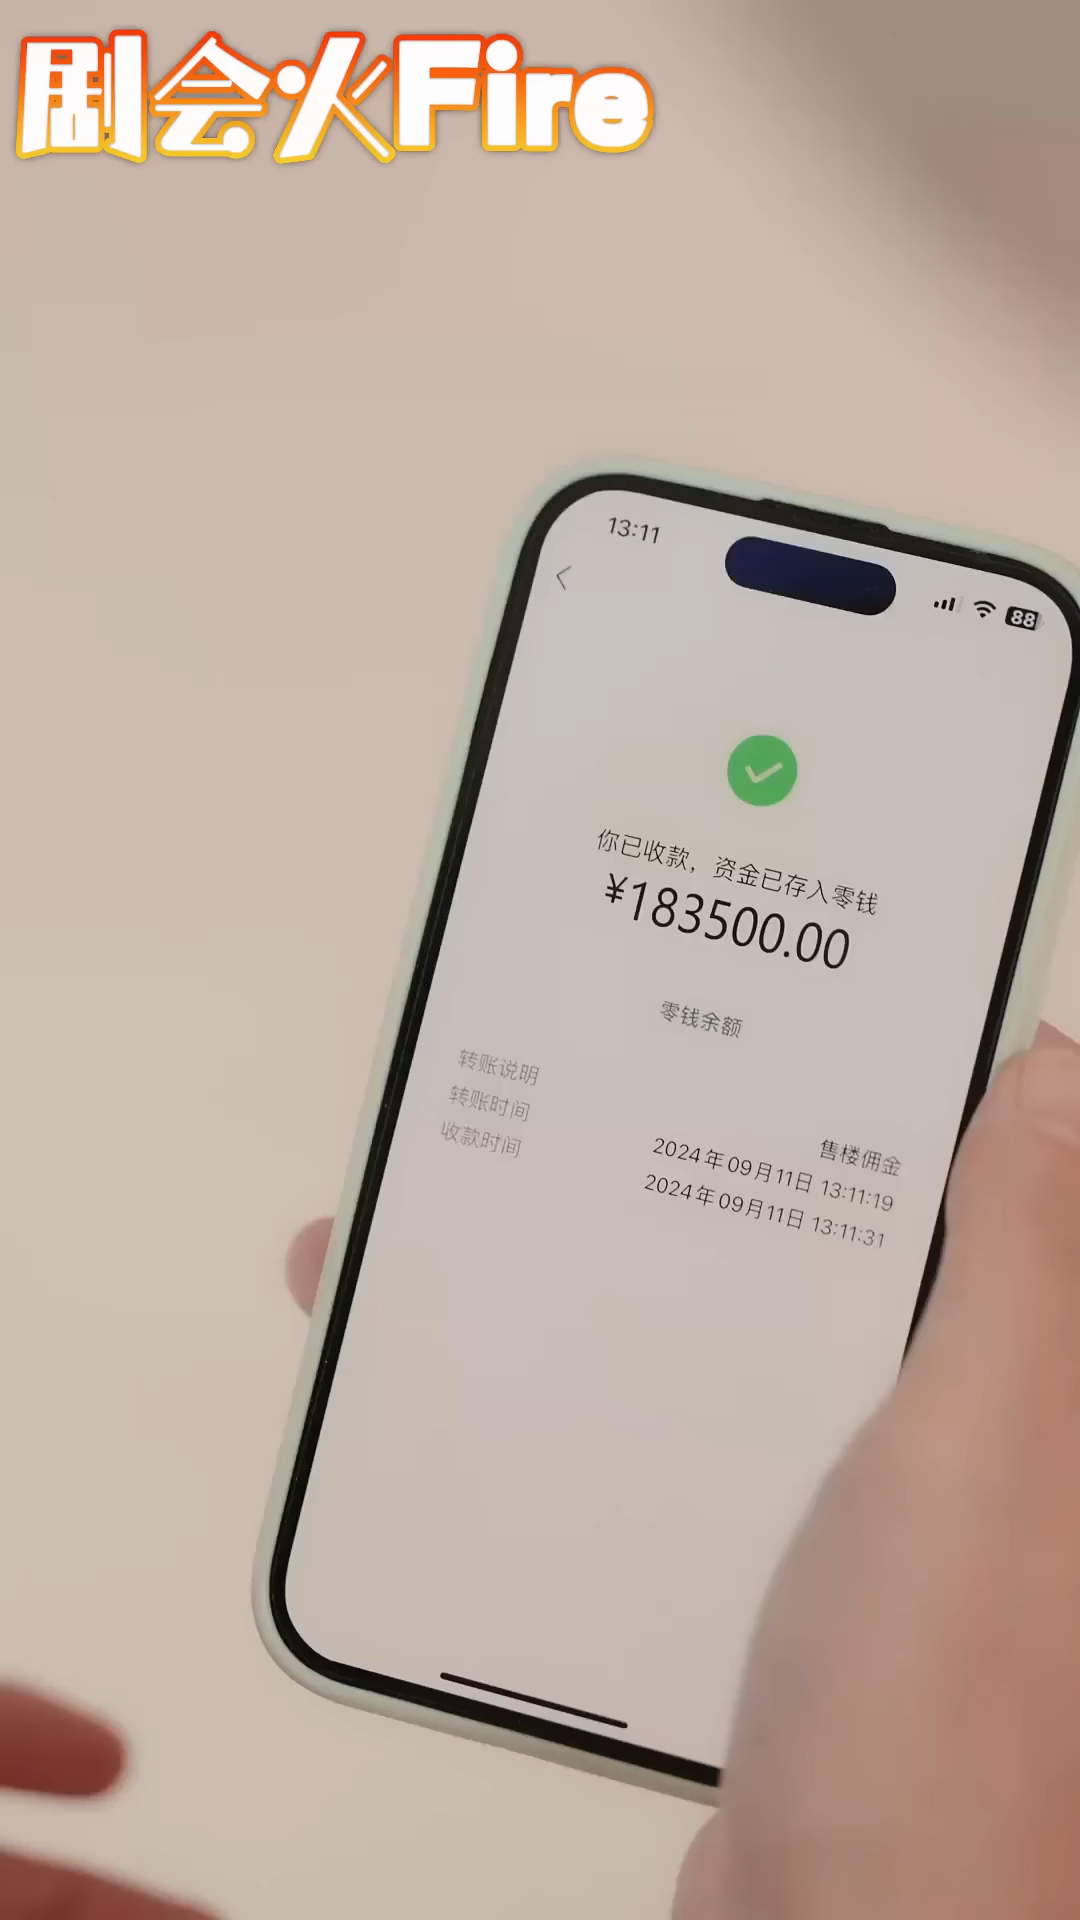 剧会火Fire
13:11
88
你已收款，资金已存入零钱
¥183500.00
零钱余额
转账说明
售楼佣金
转账时间
2024年09月11日 13:11:19
收款时间
2024年09月11日 13:11:31